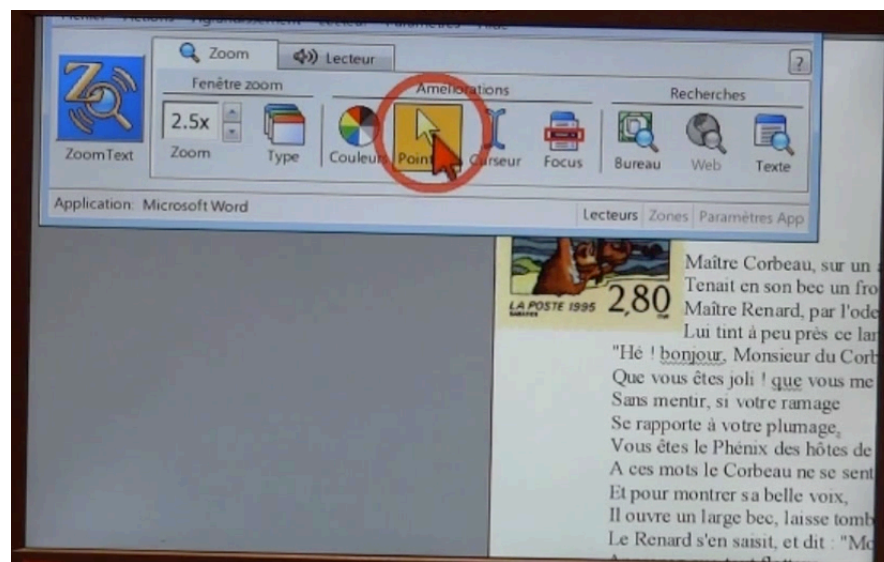 Zoom
Lecteur
?
Fenêtre zoom
Améliorations
Recherches
2.5x
ZoomText
Zoom
Type
Couleurs
Curseur
Focus
Bureau
Web
Texte
Application: Microsoft Word
Lecteurs Zones Paramètres App
LA POSTE 1995 2,80
Maître Corbeau, sur un
Tenait en son bec un
Maître Renard, par
Lui tint à peu près ce
"Hé ! bonjour, Monsieur du
Que vous êtes joli ! que vous me
Sans mentir, si votre ramage
Se rapporte à votre plumage,
Vous êtes le Phénix des hôtes de
A ces mots le Corbeau ne se sent
Et pour montrer sa belle voix,
Il ouvre un large bec, laisse
Le Renard s'en saisit, et dit : "